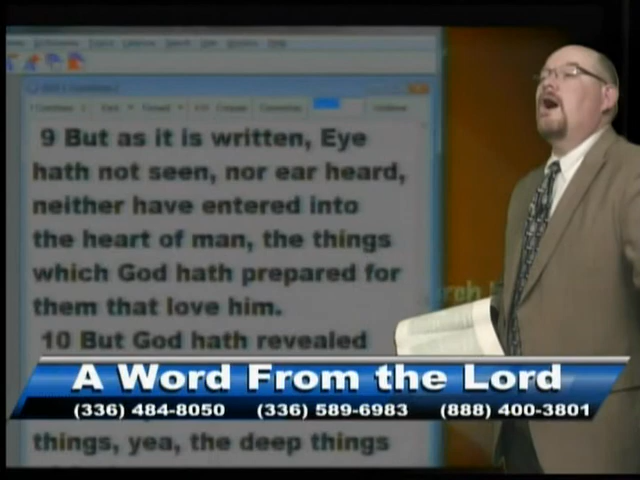 9 But as it is written, Eye
hath not seen, nor ear heard,
neither have entered into
the heart of man, the things
which God hath prepared for
them that love him.
10 But God hath revealed
A Word From the Lord
(336) 484-8050 (336) 589-6983 (888) 400-3801
things, yea, the deep things